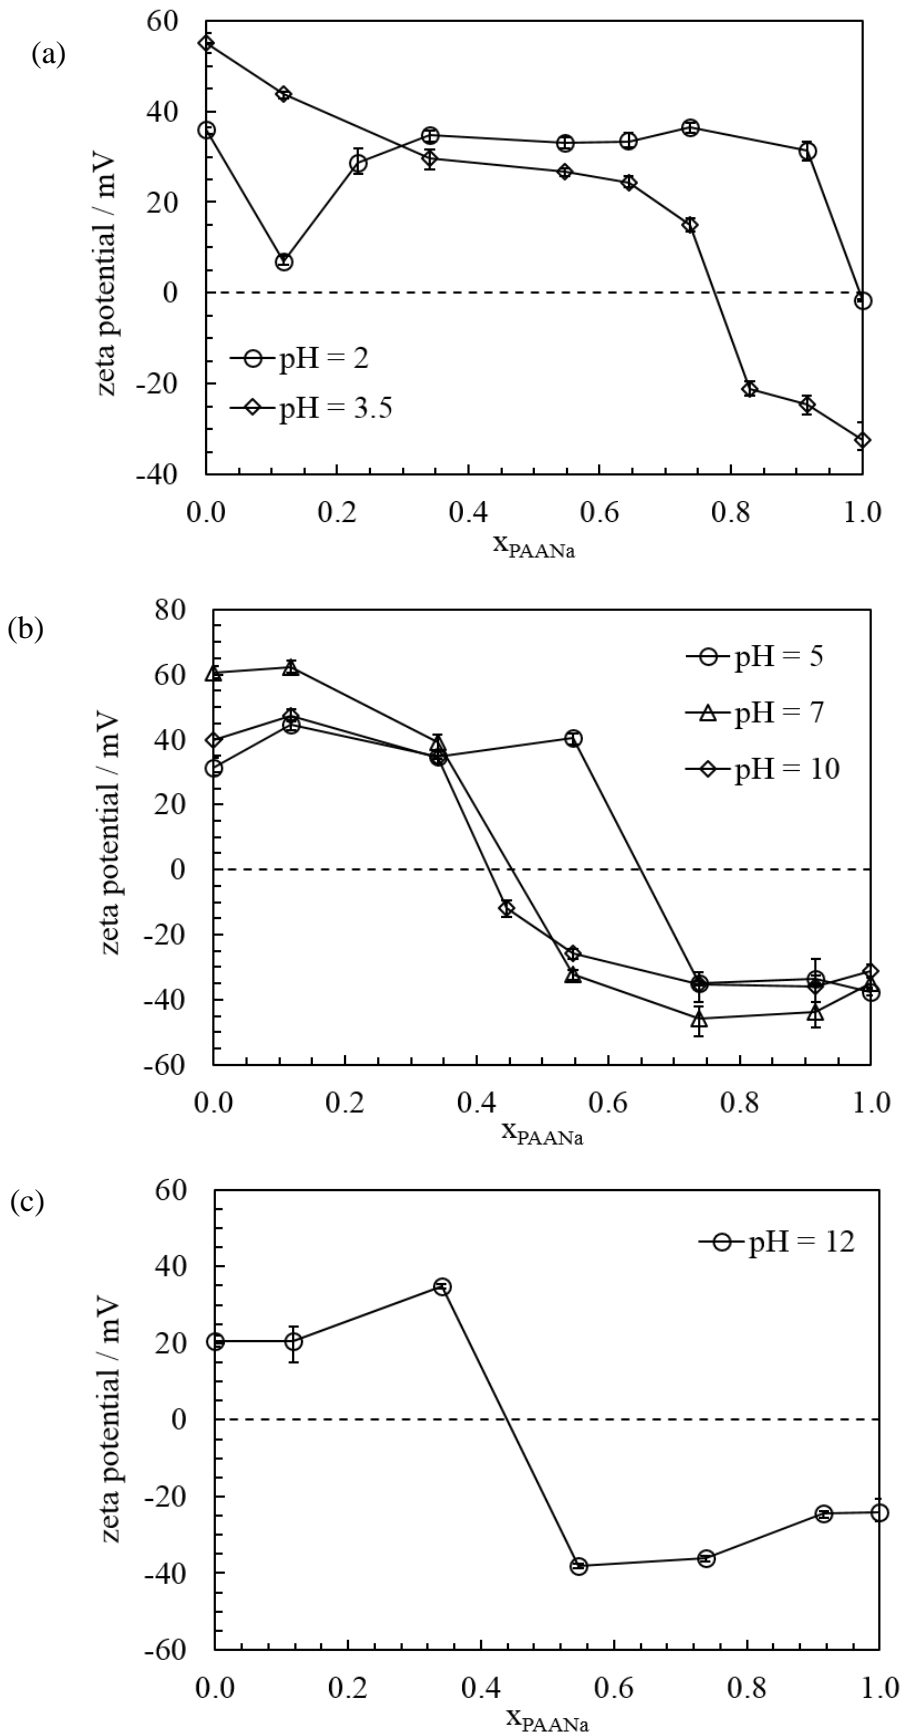 (a)
60
40
20
0
-20
-40
zeta potential / mV
pH = 2
pH = 3.5
0.0 0.2 0.4 0.6 0.8 1.0
xPAANa
(b)
80
60
40
20
0
-20
-40
-60
zeta potential / mV
pH = 5
pH = 7
pH = 10
0.0 0.2 0.4 0.6 0.8 1.0
xPAANa
(c)
60
40
20
0
-20
-40
-60
zeta potential / mV
pH = 12
0.0 0.2 0.4 0.6 0.8 1.0
xPAANa